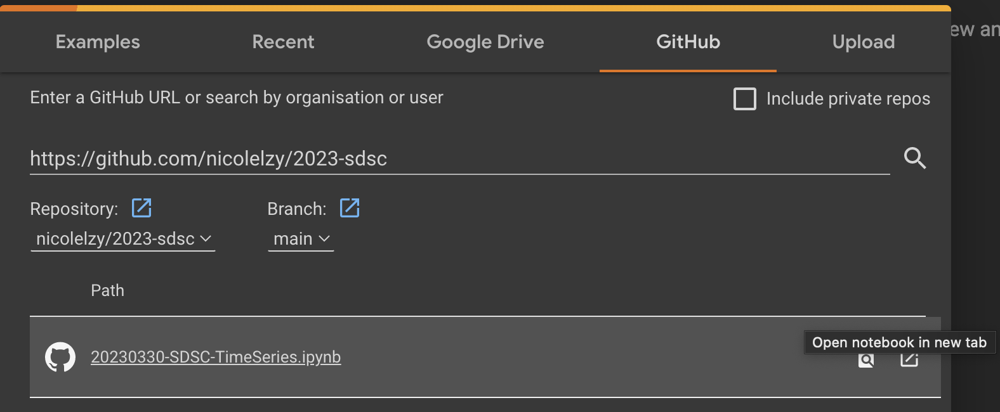 Examples Recent Google Drive GitHub Upload
ew an
Enter a GitHub URL or search by organisation or user
Include private repos
https://github.com/nicolelzy/2023-sdsc
Repository: Branch:
nicolelzy/2023-sdsc main
Path
Open notebook in new tab
20230330-SDSC-TimeSeries.ipynb